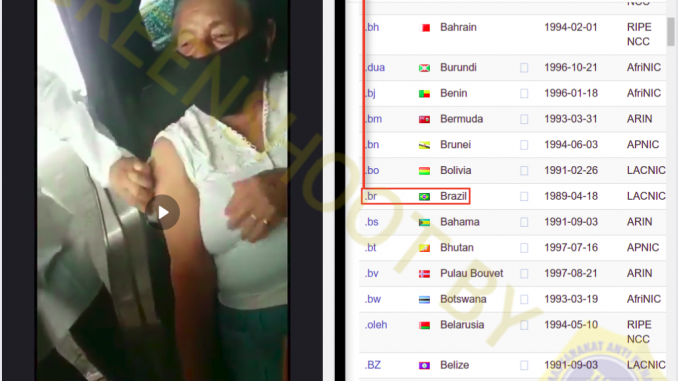 NCC
.bh Bahrain 1994-02-01 RIPE
NCC
.dua Burundi 1996-10-21 AfriNIC
.bj Benin 1996-01-18 AfriNIC
.bm Bermuda 1993-03-31 ARIN
.bn Brunei 1994-06-03 APNIC
.bo Bolivia 1991-02-26 LACNIC
.br Brazil 1989-04-18 LACNIC
.bs Bahama 1991-09-03 ARIN
.bt Bhutan 1997-07-16 APNIC
.bv Pulau Bouvet 1997-08-21 ARIN
.bw Botswana 1993-03-19 AfriNIC
.oleh Belarusia 1994-05-10 RIPE
NCC
.BZ Belize 1991-09-03 LACNIC
SCREENSHOOT BY